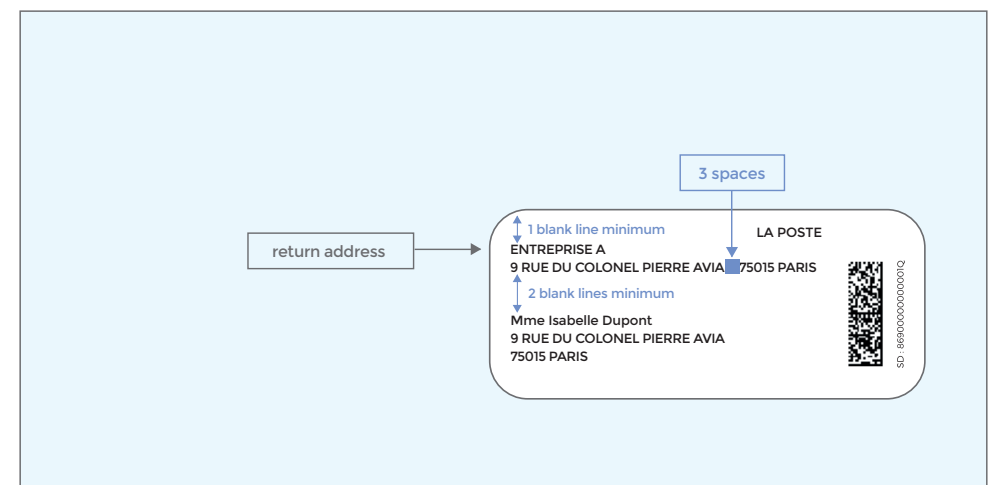 3 spaces
1 blank line minimum
LA POSTE
return address
ENTREPRISE A
9 RUE DU COLONEL PIERRE AVIA 75015 PARIS
2 blank lines minimum
Mme Isabelle Dupont
9 RUE DU COLONEL PIERRE AVIA
75015 PARIS